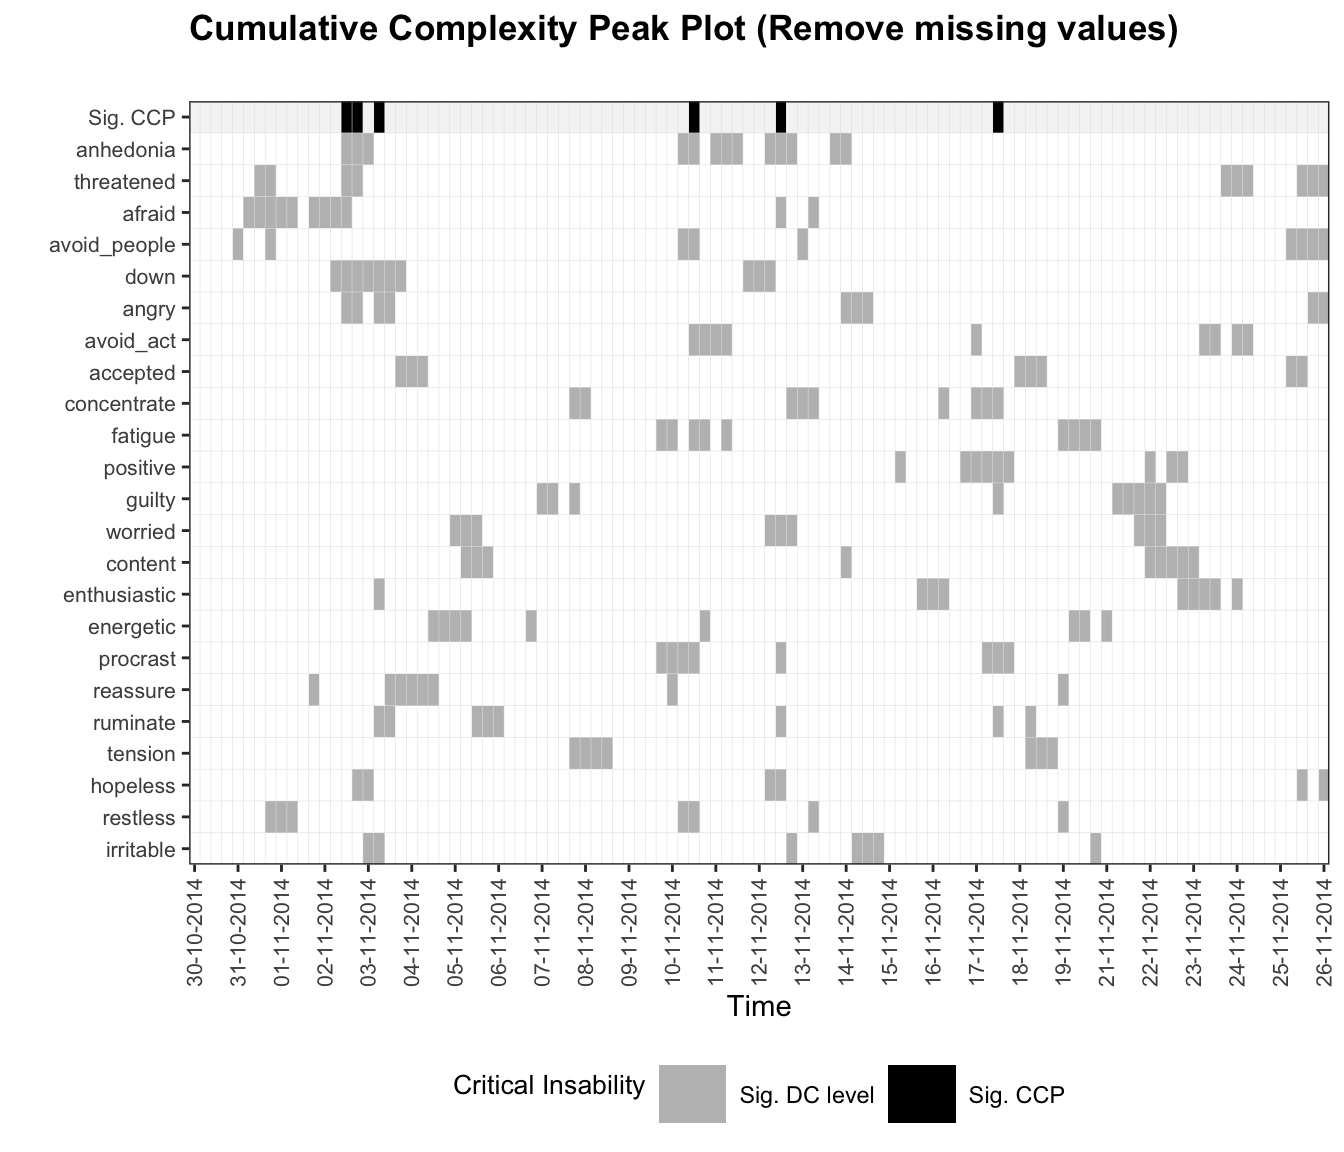 Cumulative Complexity Peak Plot (Remove missing values)
Sig. CCP
anhedonia
threatened
afraid
avoid_people
down
angry
avoid_act
accepted
concentrate
fatigue
positive
guilty
worried
content
enthusiastic
energetic
procrast
reassure
ruminate
tension
hopeless
restless
irritable
30-10-2014
31-10-2014
01-11-2014
02-11-2014
03-11-2014
04-11-2014
05-11-2014
06-11-2014
07-11-2014
08-11-2014
09-11-2014
10-11-2014
11-11-2014
12-11-2014
13-11-2014
14-11-2014
15-11-2014
16-11-2014
17-11-2014
18-11-2014
19-11-2014
21-11-2014
22-11-2014
23-11-2014
24-11-2014
25-11-2014
26-11-2014
Time
Critical Insability
Sig. DC level
Sig. CCP